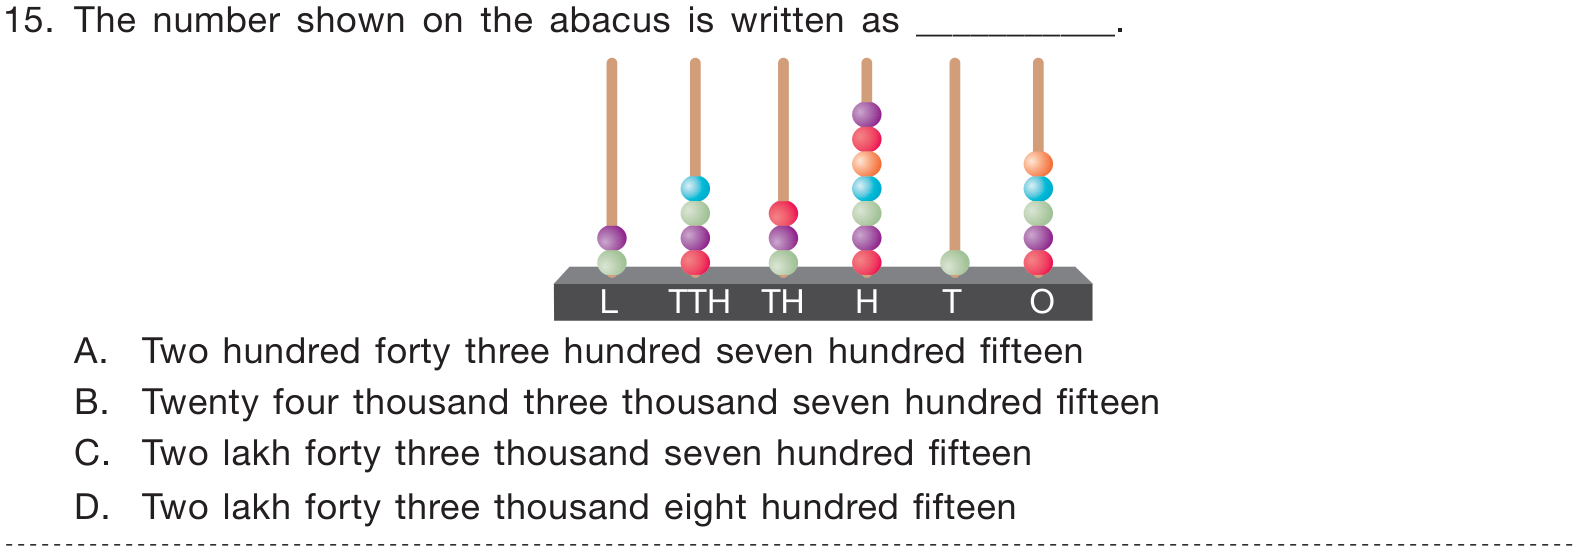 15. The number shown on the abacus is written as ___________.
L TTH TH H T O
A. Two hundred forty three hundred seven hundred fifteen
B. Twenty four thousand three thousand seven hundred fifteen
C. Two lakh forty three thousand seven hundred fifteen
D. Two lakh forty three thousand eight hundred fifteen